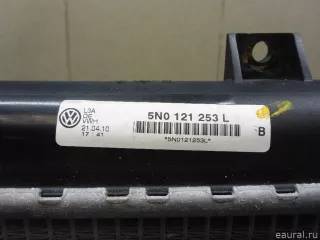 L3A
DE
VWH
21.04.10
17:41
5N0 121 253 L
*5N0121253L*
B
© eaural.ru